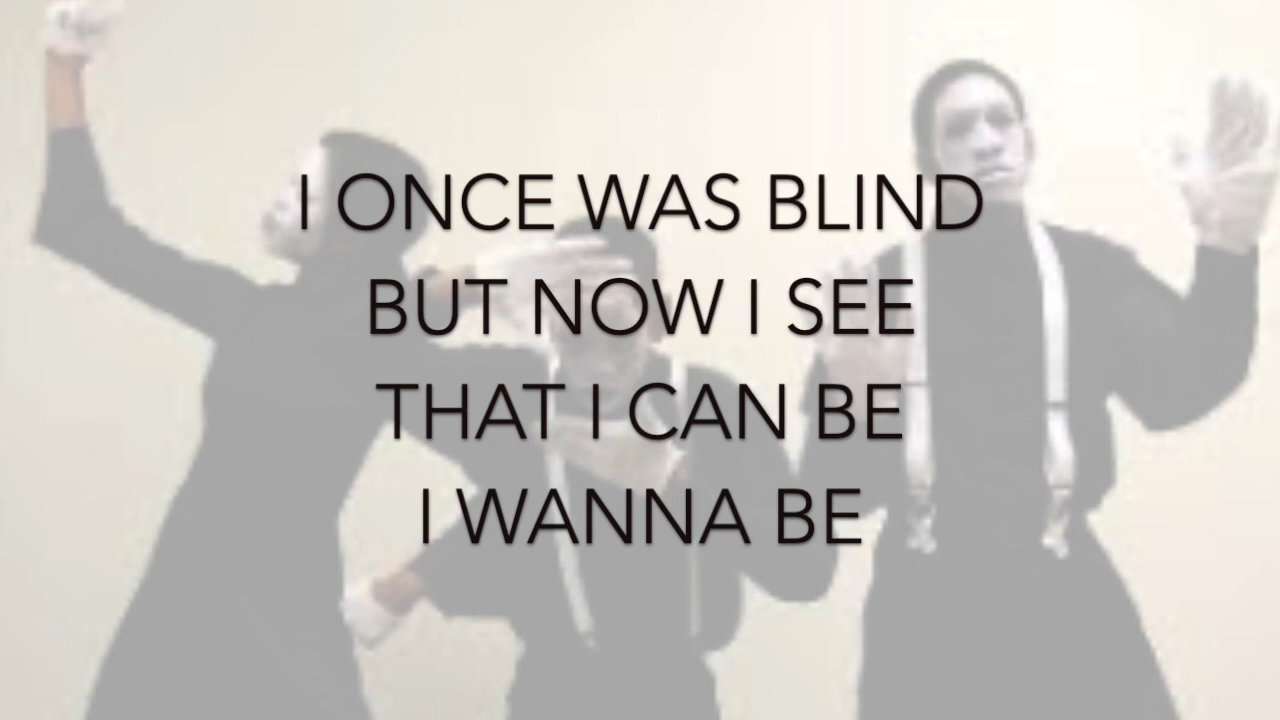 I ONCE WAS BLIND
BUT NOW I SEE
THAT I CAN BE
I WANNA BE